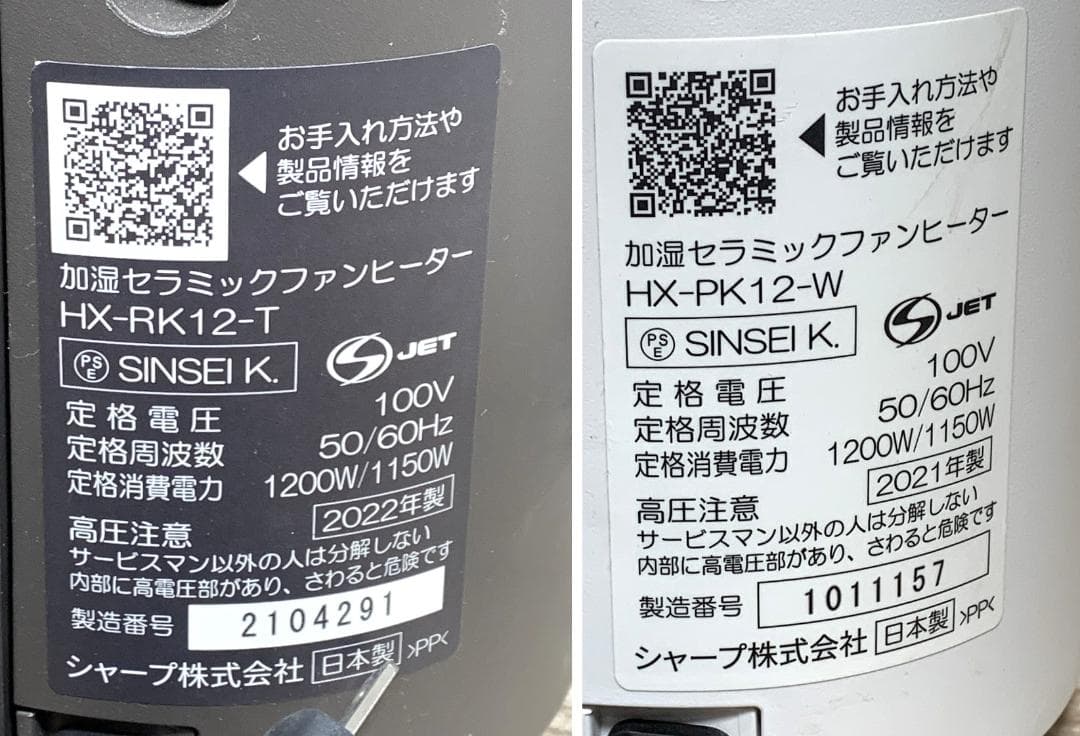 お手入れ方法や
製品情報を
ご覧いただけます
加湿セラミックファンヒーター
HX-RK12-T
PSE SINSEI K.
S JET
定格電圧 100V
定格周波数 50/60Hz
定格消費電力 1200W/1150W
2022年製
高圧注意
サービスマン以外の人は分解しない
内部に高電圧部があり、さわると危険です
製造番号 2104291
シャープ株式会社 日本製 >PP<
お手入れ方法や
製品情報を
ご覧いただけます
加湿セラミックファンヒーター
HX-PK12-W
PSE SINSEI K.
S JET
定格電圧 100V
定格周波数 50/60Hz
定格消費電力 1200W/1150W
2021年製
高圧注意
サービスマン以外の人は分解しない
内部に高電圧部があり、さわると危険です
製造番号 1011157
シャープ株式会社 日本製 >PP<